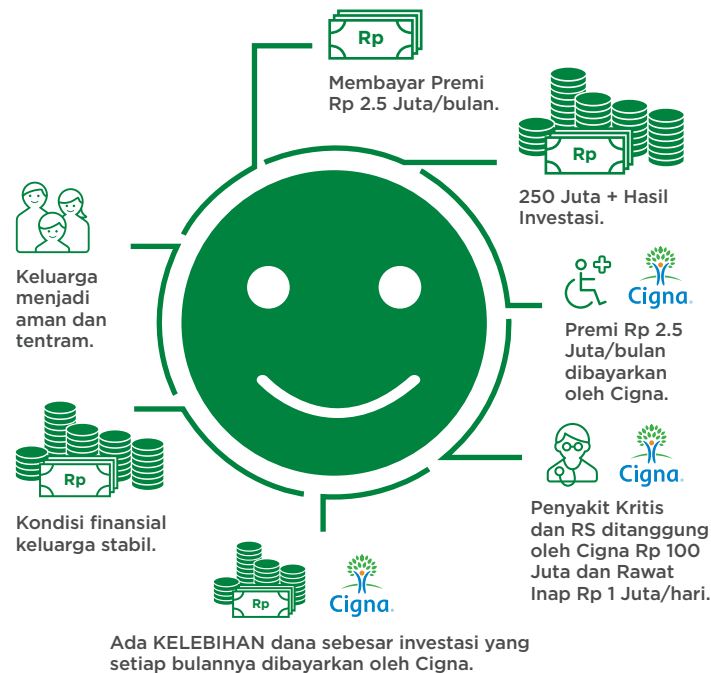 Rp
Membayar Premi
Rp 2.5 Juta/bulan.
Rp
250 Juta + Hasil
Investasi.
Cigna®
Premi Rp 2.5
Juta/bulan
dibayarkan
oleh Cigna.
Cigna®
Penyakit Kritis
dan RS ditanggung
oleh Cigna Rp 100
Juta dan Rawat
Inap Rp 1 Juta/hari.
Rp
Cigna®
Ada KELEBIHAN dana sebesar investasi yang
setiap bulannya dibayarkan oleh Cigna.
Rp
Kondisi finansial
keluarga stabil.
Keluarga
menjadi
aman dan
tentram.